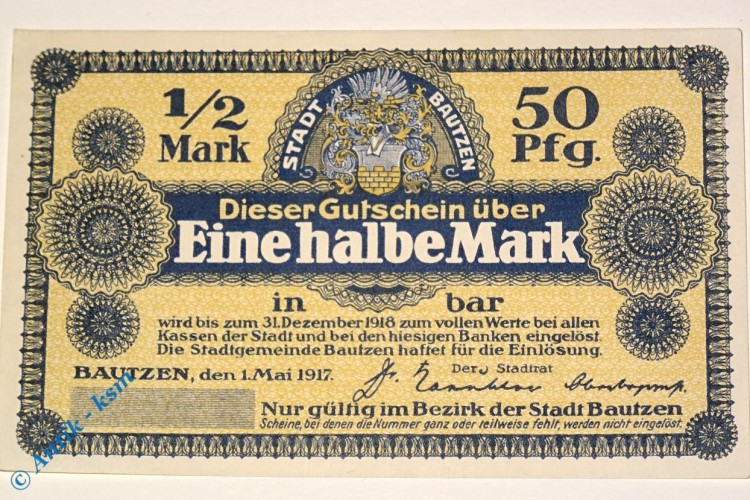 1/2
Mark
STADT BAUTZEN
50
Pfg.
Dieser Gutschein über
Eine halbe Mark
in bar
wird bis zum 31. Dezember 1918 zum vollen Werte bei allen
Kassen der Stadt und bei den hiesigen Banken eingelöst.
Die Stadtgemeinde Bautzen haftet für die Einlösung.
BAUTZEN, den 1. Mai 1917.
Der Stadtrat
Nur gültig im Bezirk der Stadt Bautzen
Scheine, bei denen die Nummer ganz oder teilweise fehlt, werden nicht eingelöst.
© Antik - ksm